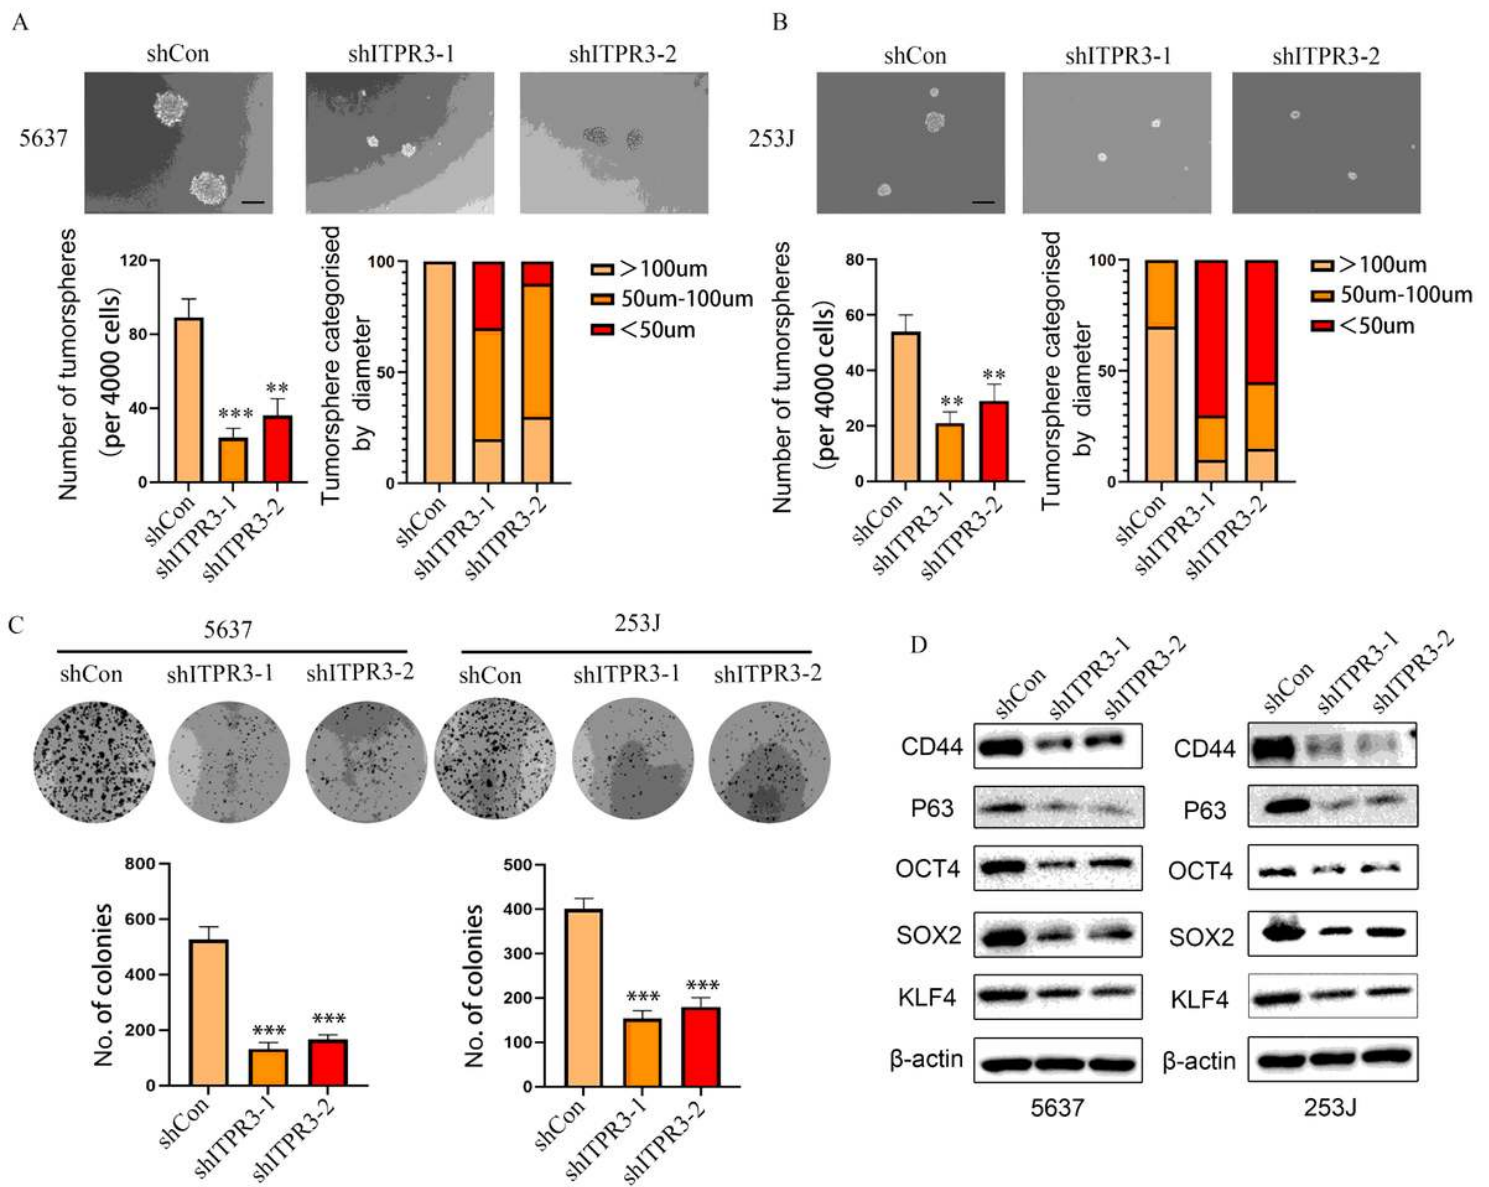 A
shCon shITPR3-1 shITPR3-2
5637
Number of tumorspheres
(per 4000 cells)
120
80
40
0
***
**
shCon
shITPR3-1
shITPR3-2
Tumorsphere categorised
by diameter
100
50
0
shCon
shITPR3-1
shITPR3-2
>100um
50um-100um
<50um
B
shCon shITPR3-1 shITPR3-2
253J
Number of tumorspheres
(per 4000 cells)
80
60
40
20
0
**
**
shCon
shITPR3-1
shITPR3-2
Tumorsphere categorised
by diameter
100
50
0
shCon
shITPR3-1
shITPR3-2
>100um
50um-100um
<50um
C
5637 253J
shCon shITPR3-1 shITPR3-2 shCon shITPR3-1 shITPR3-2
No. of colonies
800
600
400
200
0
***
***
shCon
shITPR3-1
shITPR3-2
No. of colonies
500
400
300
200
100
0
***
***
shCon
shITPR3-1
shITPR3-2
D
shCon
shITPR3-1
shITPR3-2
CD44
P63
OCT4
SOX2
KLF4
β-actin
5637
shCon
shITPR3-1
shITPR3-2
CD44
P63
OCT4
SOX2
KLF4
β-actin
253J